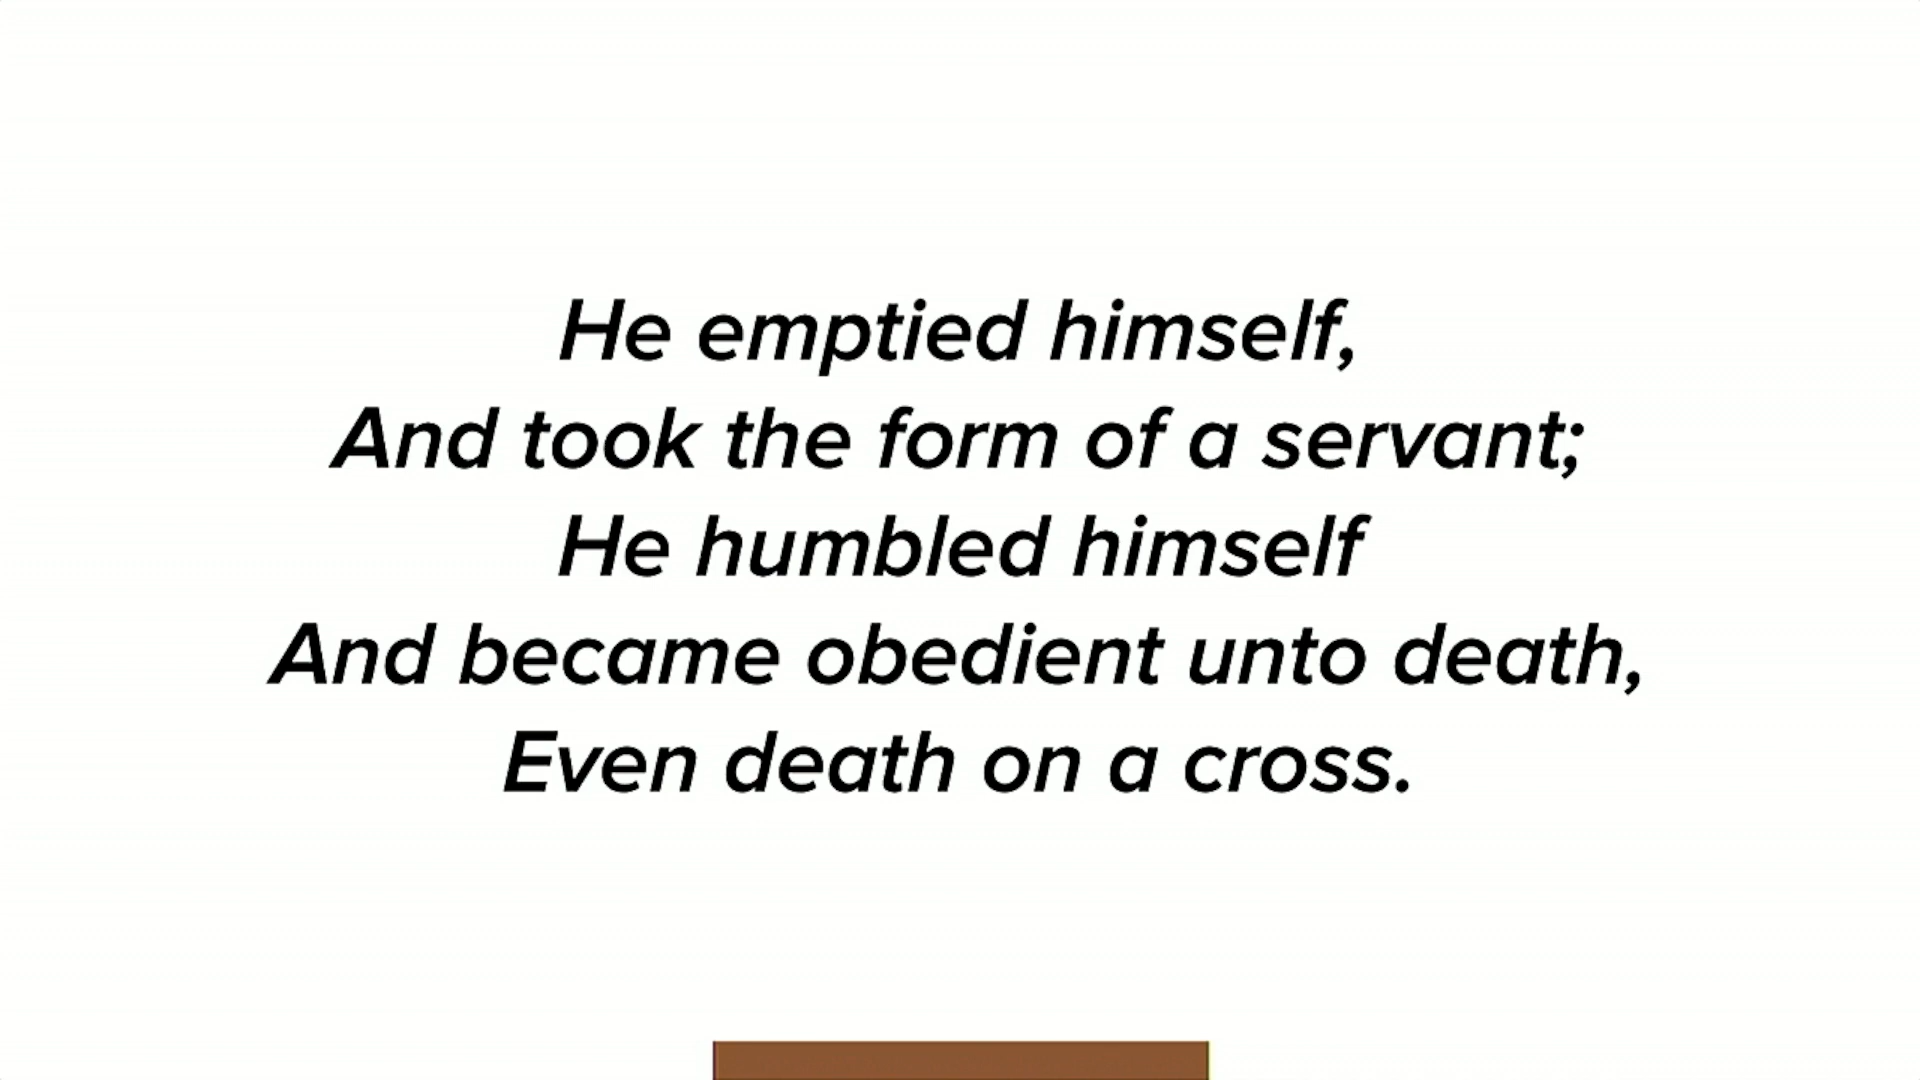 He emptied himself,
And took the form of a servant;
He humbled himself
And became obedient unto death,
Even death on a cross.